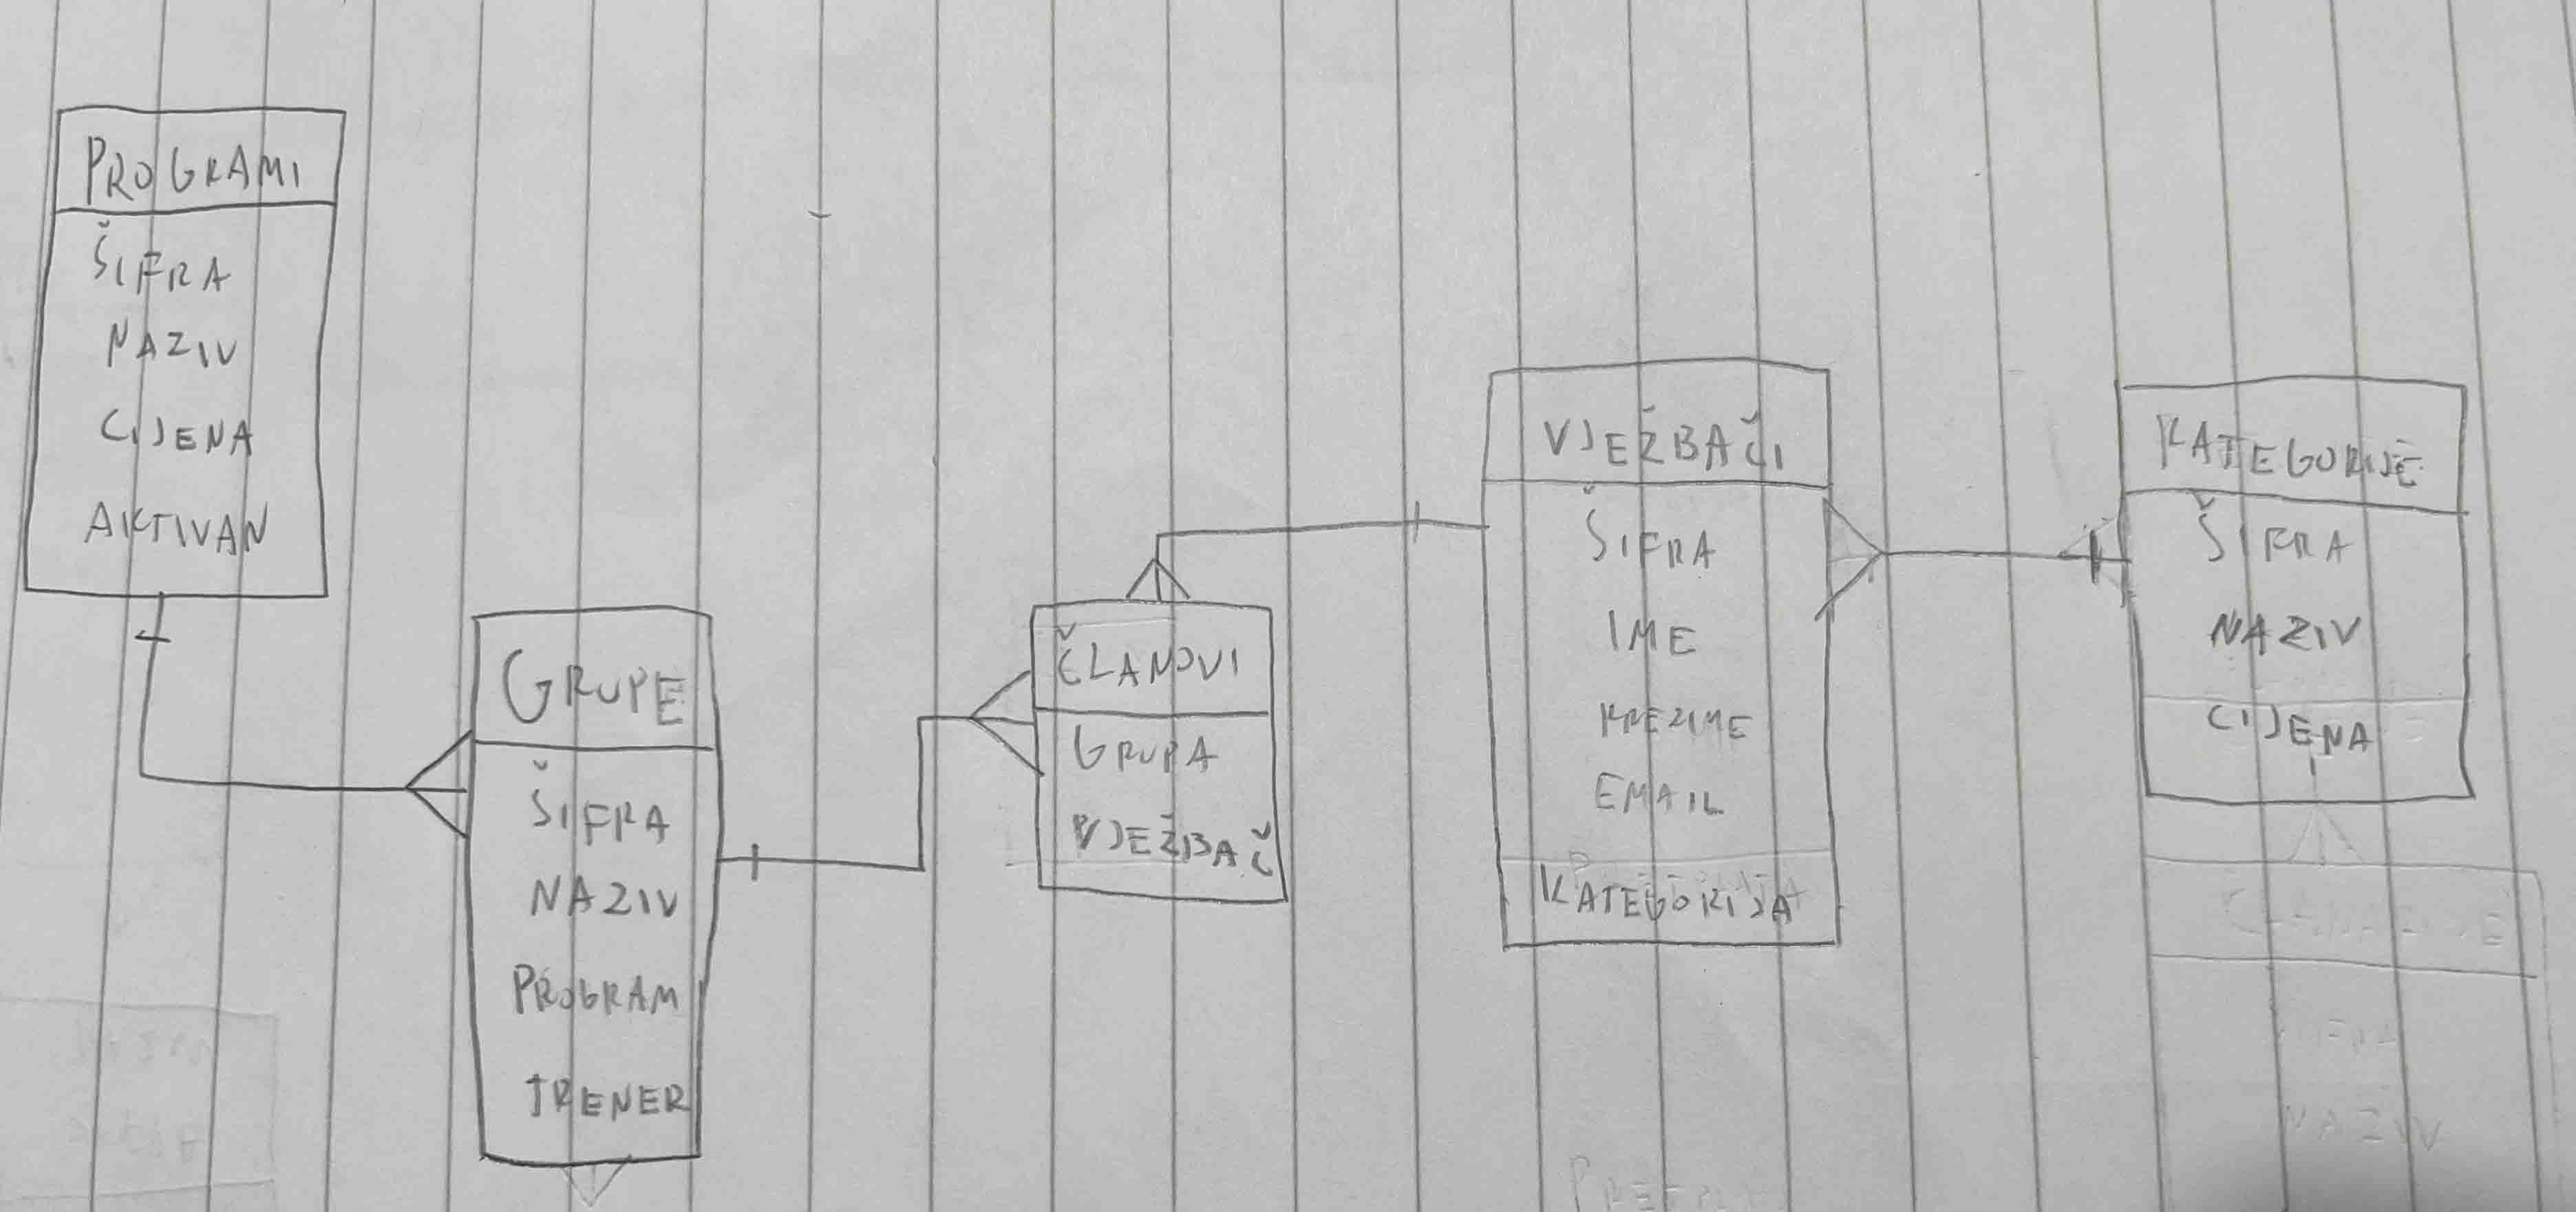 PROGRAMI
ŠIFRA
NAZIV
CIJENA
AKTIVAN
GRUPE
ŠIFRA
NAZIV
PROGRAM
TRENER
ČLANOVI
GRUPA
VJEŽBAČ
VJEŽBAČI
ŠIFRA
IME
PREZIME
EMAIL
KATEGORIJA
KATEGORIJE
ŠIFRA
NAZIV
CIJENA
NAZIV